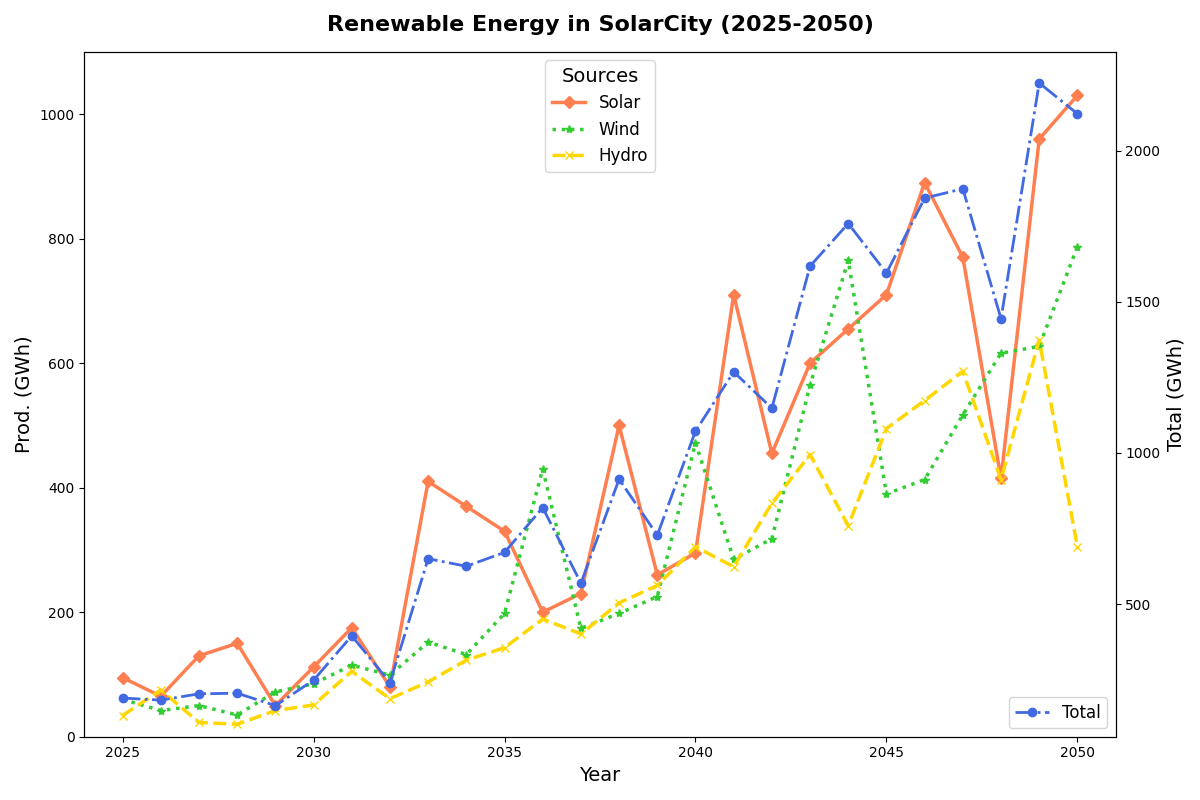 Renewable Energy in SolarCity (2025-2050)
Sources
Solar
Wind
Hydro
Prod. (GWh)
1000
800
600
400
200
0
2025
2030
2035
2040
2045
2050
Year
2000
1500
1000
500
Total (GWh)
Total